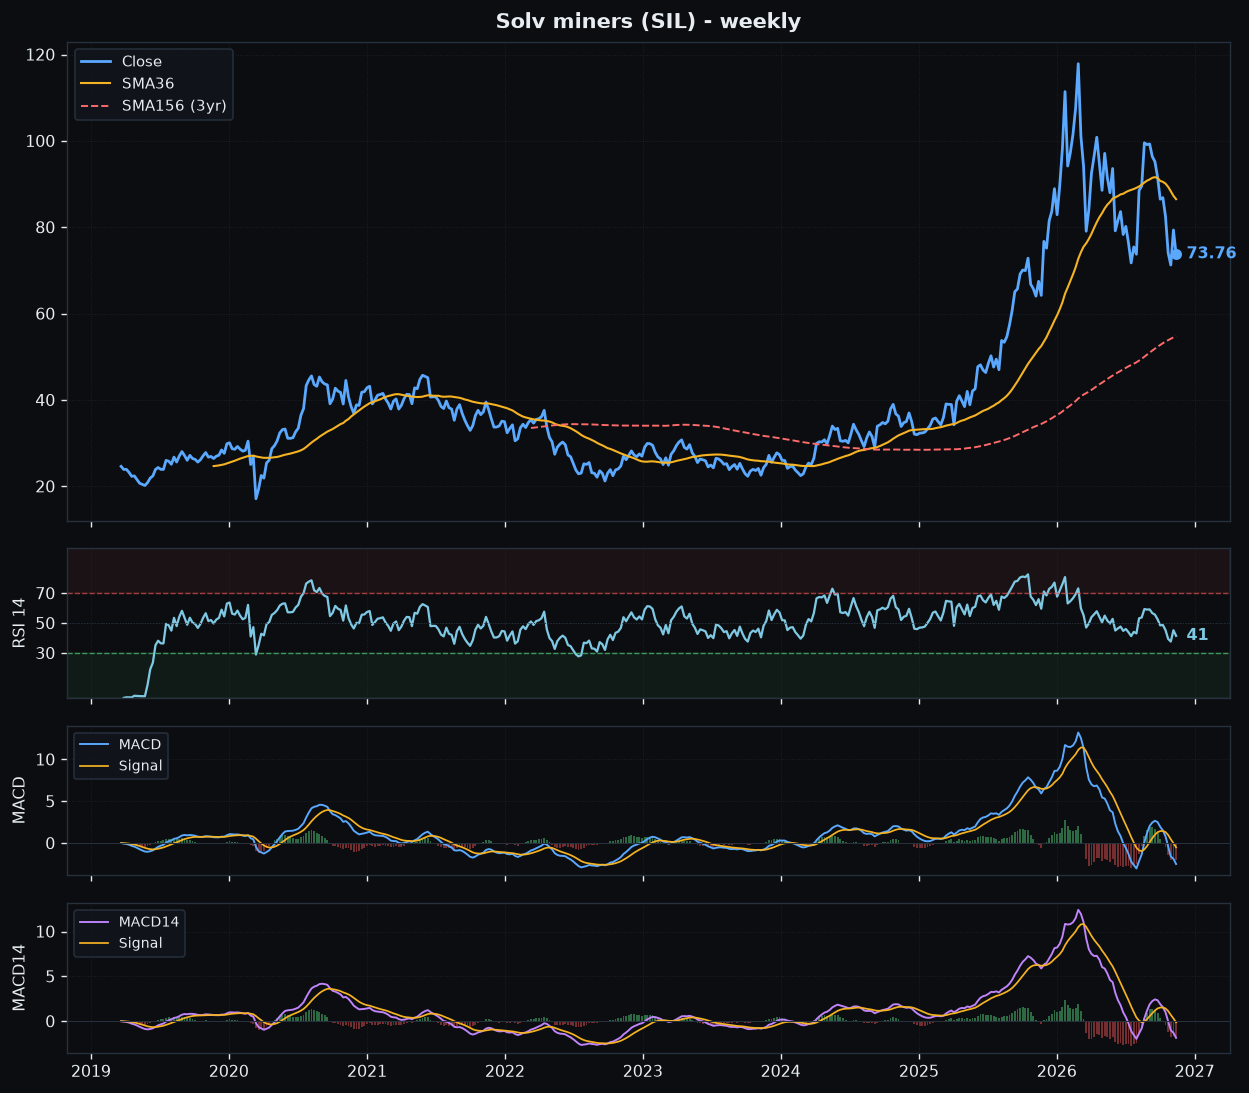 Solv miners (SIL) - weekly
Close
SMA36
SMA156 (3yr)
120
100
80
60
40
20
73.76
RSI 14
70
50
30
41
MACD
MACD
Signal
10
5
0
MACD14
MACD14
Signal
10
5
0
2019 2020 2021 2022 2023 2024 2025 2026 2027